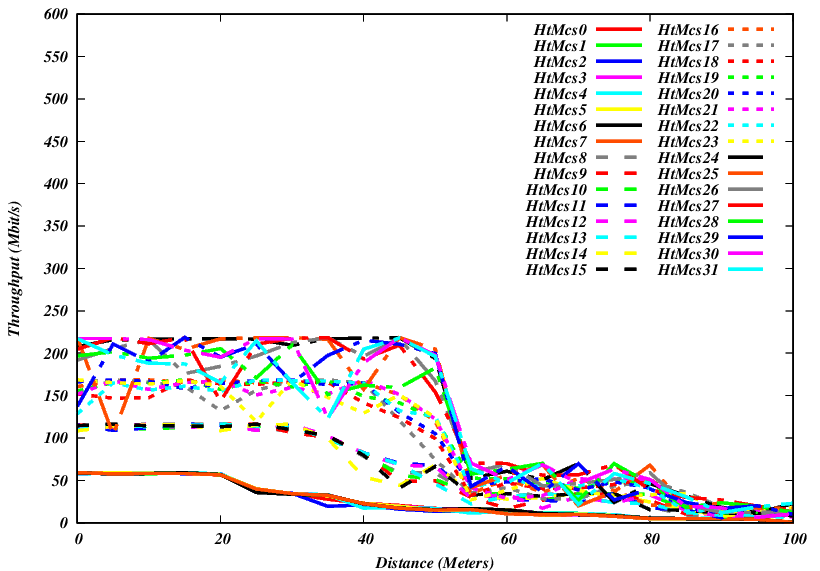 600
550
500
450
400
350
300
250
200
150
100
50
0
0 20 40 60 80 100
Throughput (Mbit/s)
Distance (Meters)
HtMcs0 HtMcs16
HtMcs1 HtMcs17
HtMcs2 HtMcs18
HtMcs3 HtMcs19
HtMcs4 HtMcs20
HtMcs5 HtMcs21
HtMcs6 HtMcs22
HtMcs7 HtMcs23
HtMcs8 HtMcs24
HtMcs9 HtMcs25
HtMcs10 HtMcs26
HtMcs11 HtMcs27
HtMcs12 HtMcs28
HtMcs13 HtMcs29
HtMcs14 HtMcs30
HtMcs15 HtMcs31